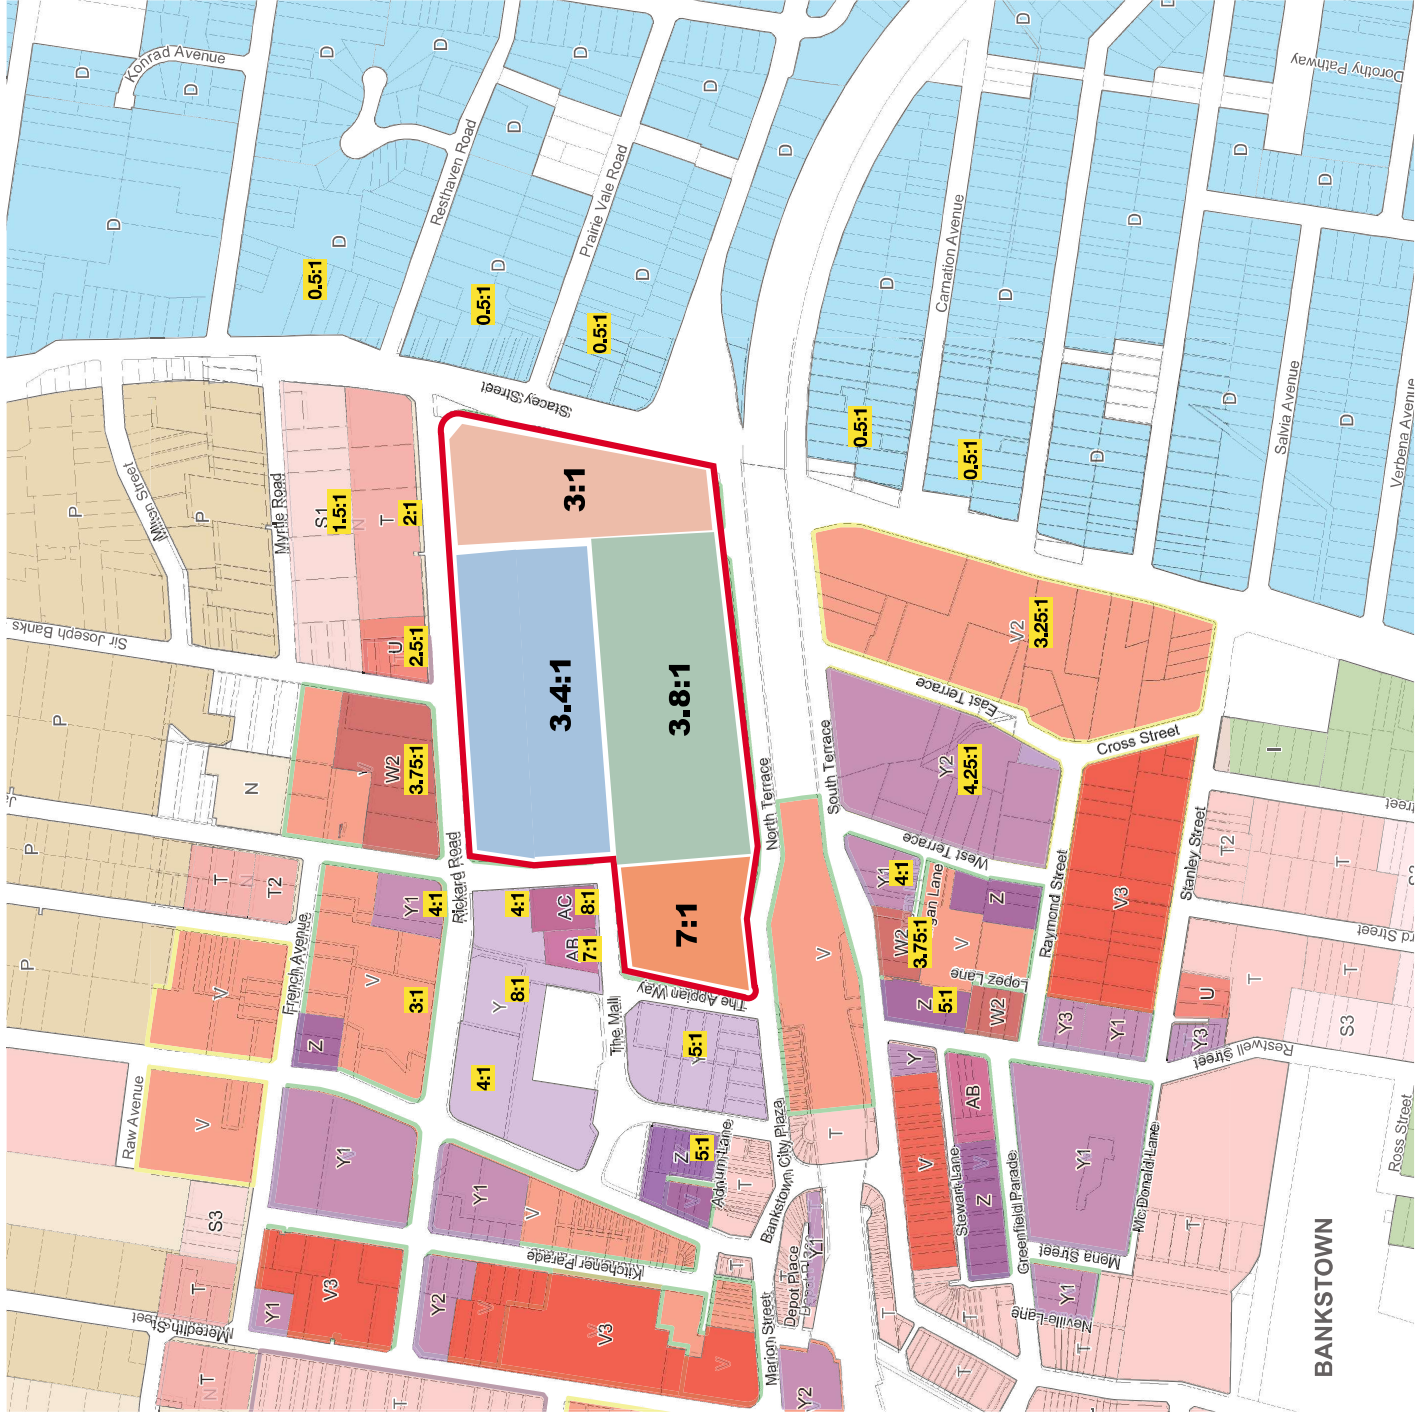 Konrad Avenue
D
D
D
D
D
D
D
D
D
Dorothy Pathway
D
D
D
D
D
Resthaven Road
Prairie Vale Road
Carnation Avenue
D
D
D
D
D
D
0.5:1
0.5:1
0.5:1
Stacey Street
0.5:1
0.5:1
D
D
D
Salvia Avenue
Verbena Avenue
P
P
Milton Street
Myrtle Road
S1
1.5:1
N
T
2:1
U
2.5:1
Sir Joseph Banks
3:1
3.4:1
3.8:1
7:1
V2
3.25:1
East Terrace
Cross Street
P
N
V
W2
3.75:1
Rickard Road
North Terrace
South Terrace
Y2
4.25:1
West Terrace
I
P
T
N
T2
Y1
4:1
4:1
AC
8:1
AB
7:1
Y1
4:1
W2
3.75:1
V
Z
Lopez Lane
Raymond Street
V3
Stanley Street
T2
T
P
V
French Avenue
V
3:1
Z
Y
8:1
4:1
The Mall
The Appian Way
5:1
V
Z
5:1
W2
Y3
Y1
U
Y3
T
T
S3
Restwell Street
Raw Avenue
V
Y1
Y1
V
Z
5:1
T
Bankstown City Plaza
T
Y
V
AB
Z
Stewart Lane
Greenfield Parade
Y1
Mc Donald Lane
Mona Street
T
Ross Street
S3
T
Meredith Street
Y1
V3
Y2
V
V3
Kitchener Parade
T
V
Marion Street
Depot Place
Y1
Y2
T
T
T
Neville Lane
Y1
T
N
T
T
BANKSTOWN